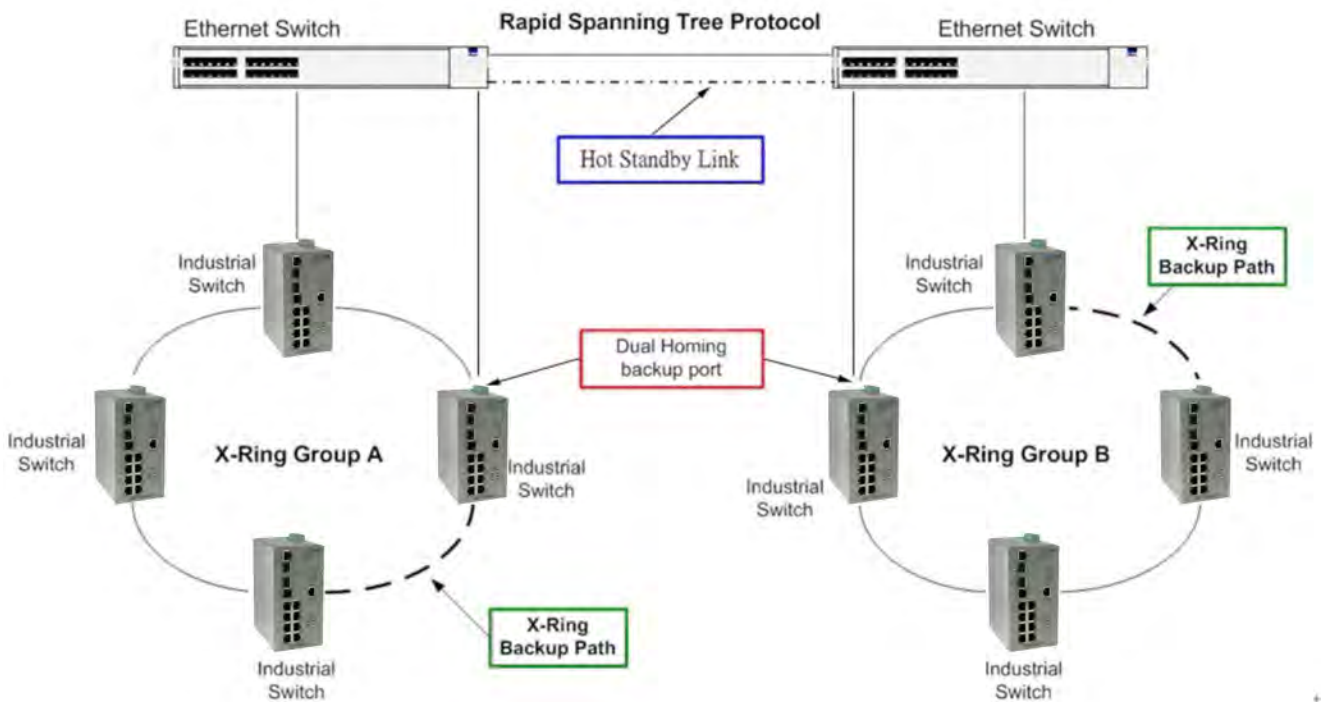 Rapid Spanning Tree Protocol
Ethernet Switch
Ethernet Switch
Hot Standby Link
Industrial
Switch
Industrial
Switch
X-Ring
Backup Path
Dual Homing
backup port
Industrial
Switch
X-Ring Group A
Industrial
Switch
Industrial
Switch
X-Ring Group B
Industrial
Switch
X-Ring
Backup Path
Industrial
Switch
Industrial
Switch